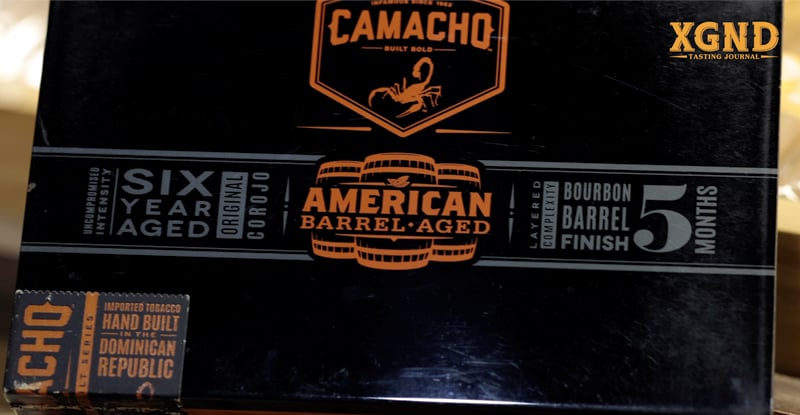 INFAMOUS SINCE 1962
CAMACHO
BUILT BOLD
XGND
TASTING JOURNAL
UNCOMPROMISED
INTENSITY
SIX
YEAR
AGED
ORIGINAL
COROJO
AMERICAN
BARREL·AGED
LAYERED
COMPLEXITY
BOURBON
BARREL
FINISH
5
MONTHS
IMPORTED TOBACCO
HAND BUILT
IN THE
DOMINICAN
REPUBLIC